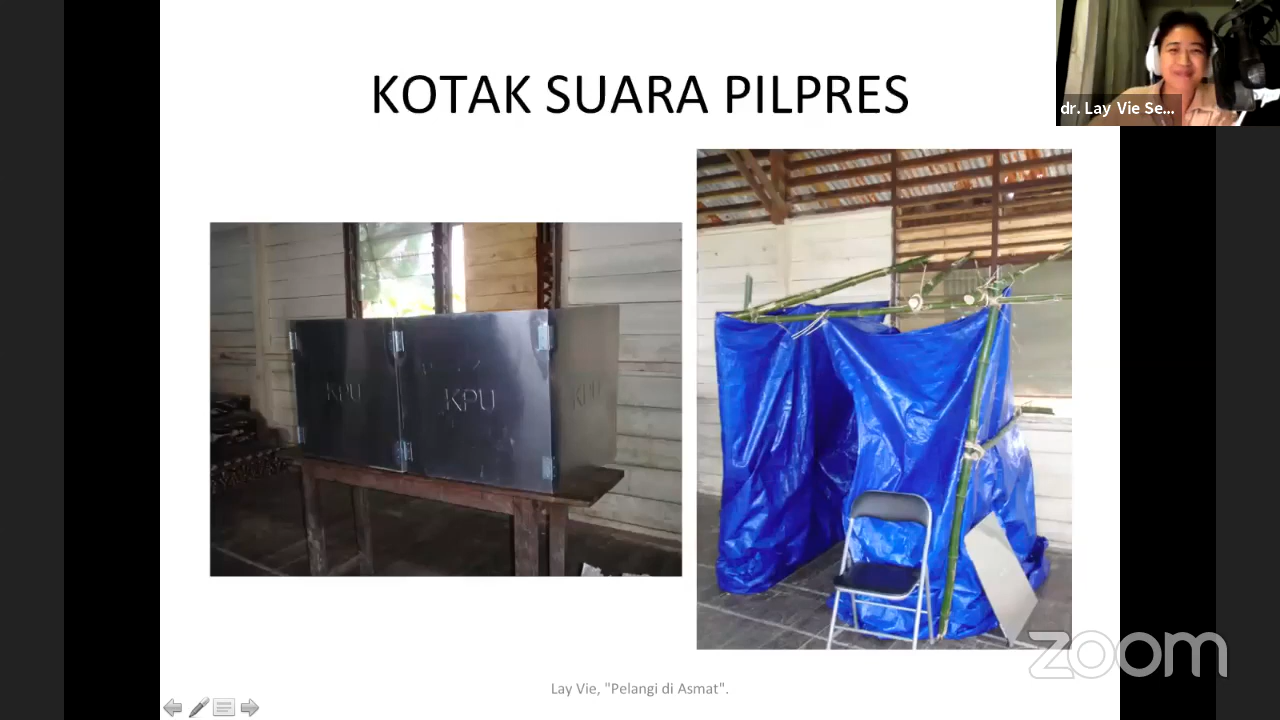 KOTAK SUARA PILPRES
dr. Lay Vie Se...
KPU
KPU
KPU
Lay Vie, "Pelangi di Asmat".
zoom